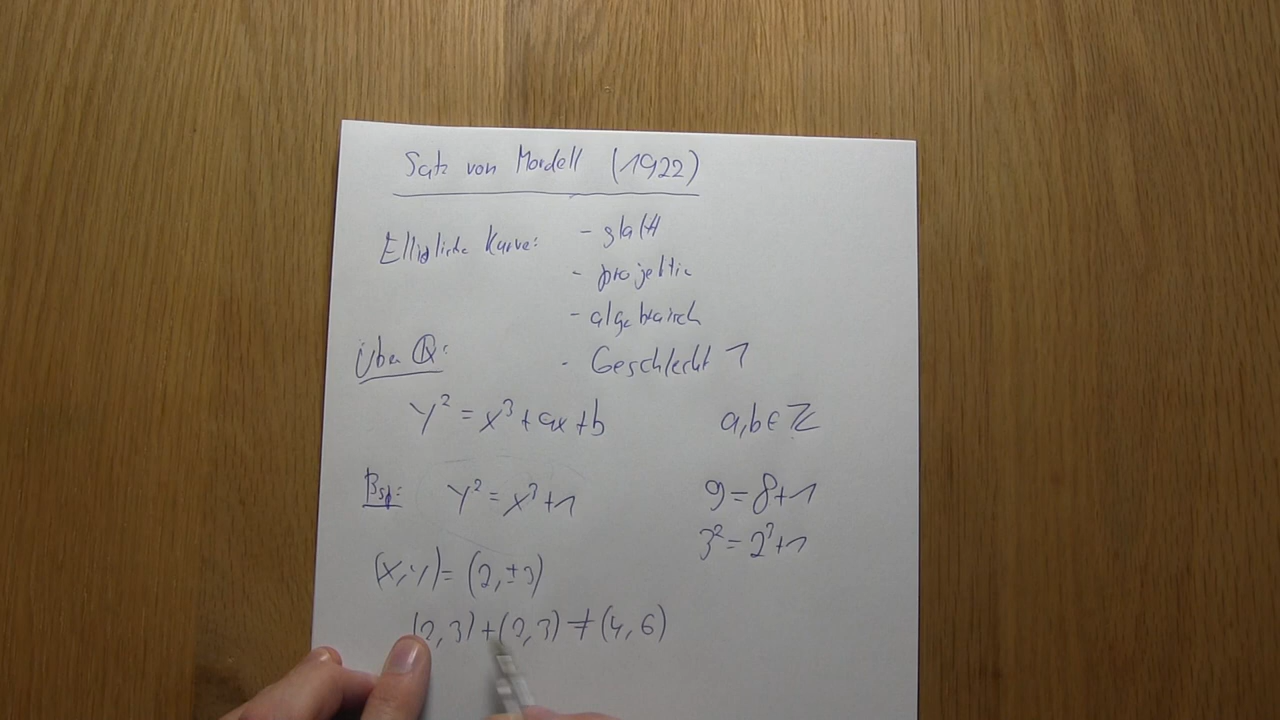 Satz von Mordell (1922)
Elliptische Kurve: - glatt
- projektiv
- algebraisch
- Geschlecht 1
Über ℚ:
y² = x³ + ax + b a,b ∈ ℤ
Bsp: y² = x³ + 1 9 = 8 + 1
3² = 2³ + 1
(x, y) = (2, ±3)
(2, 3) + (2, 3) ≠ (4, 6)